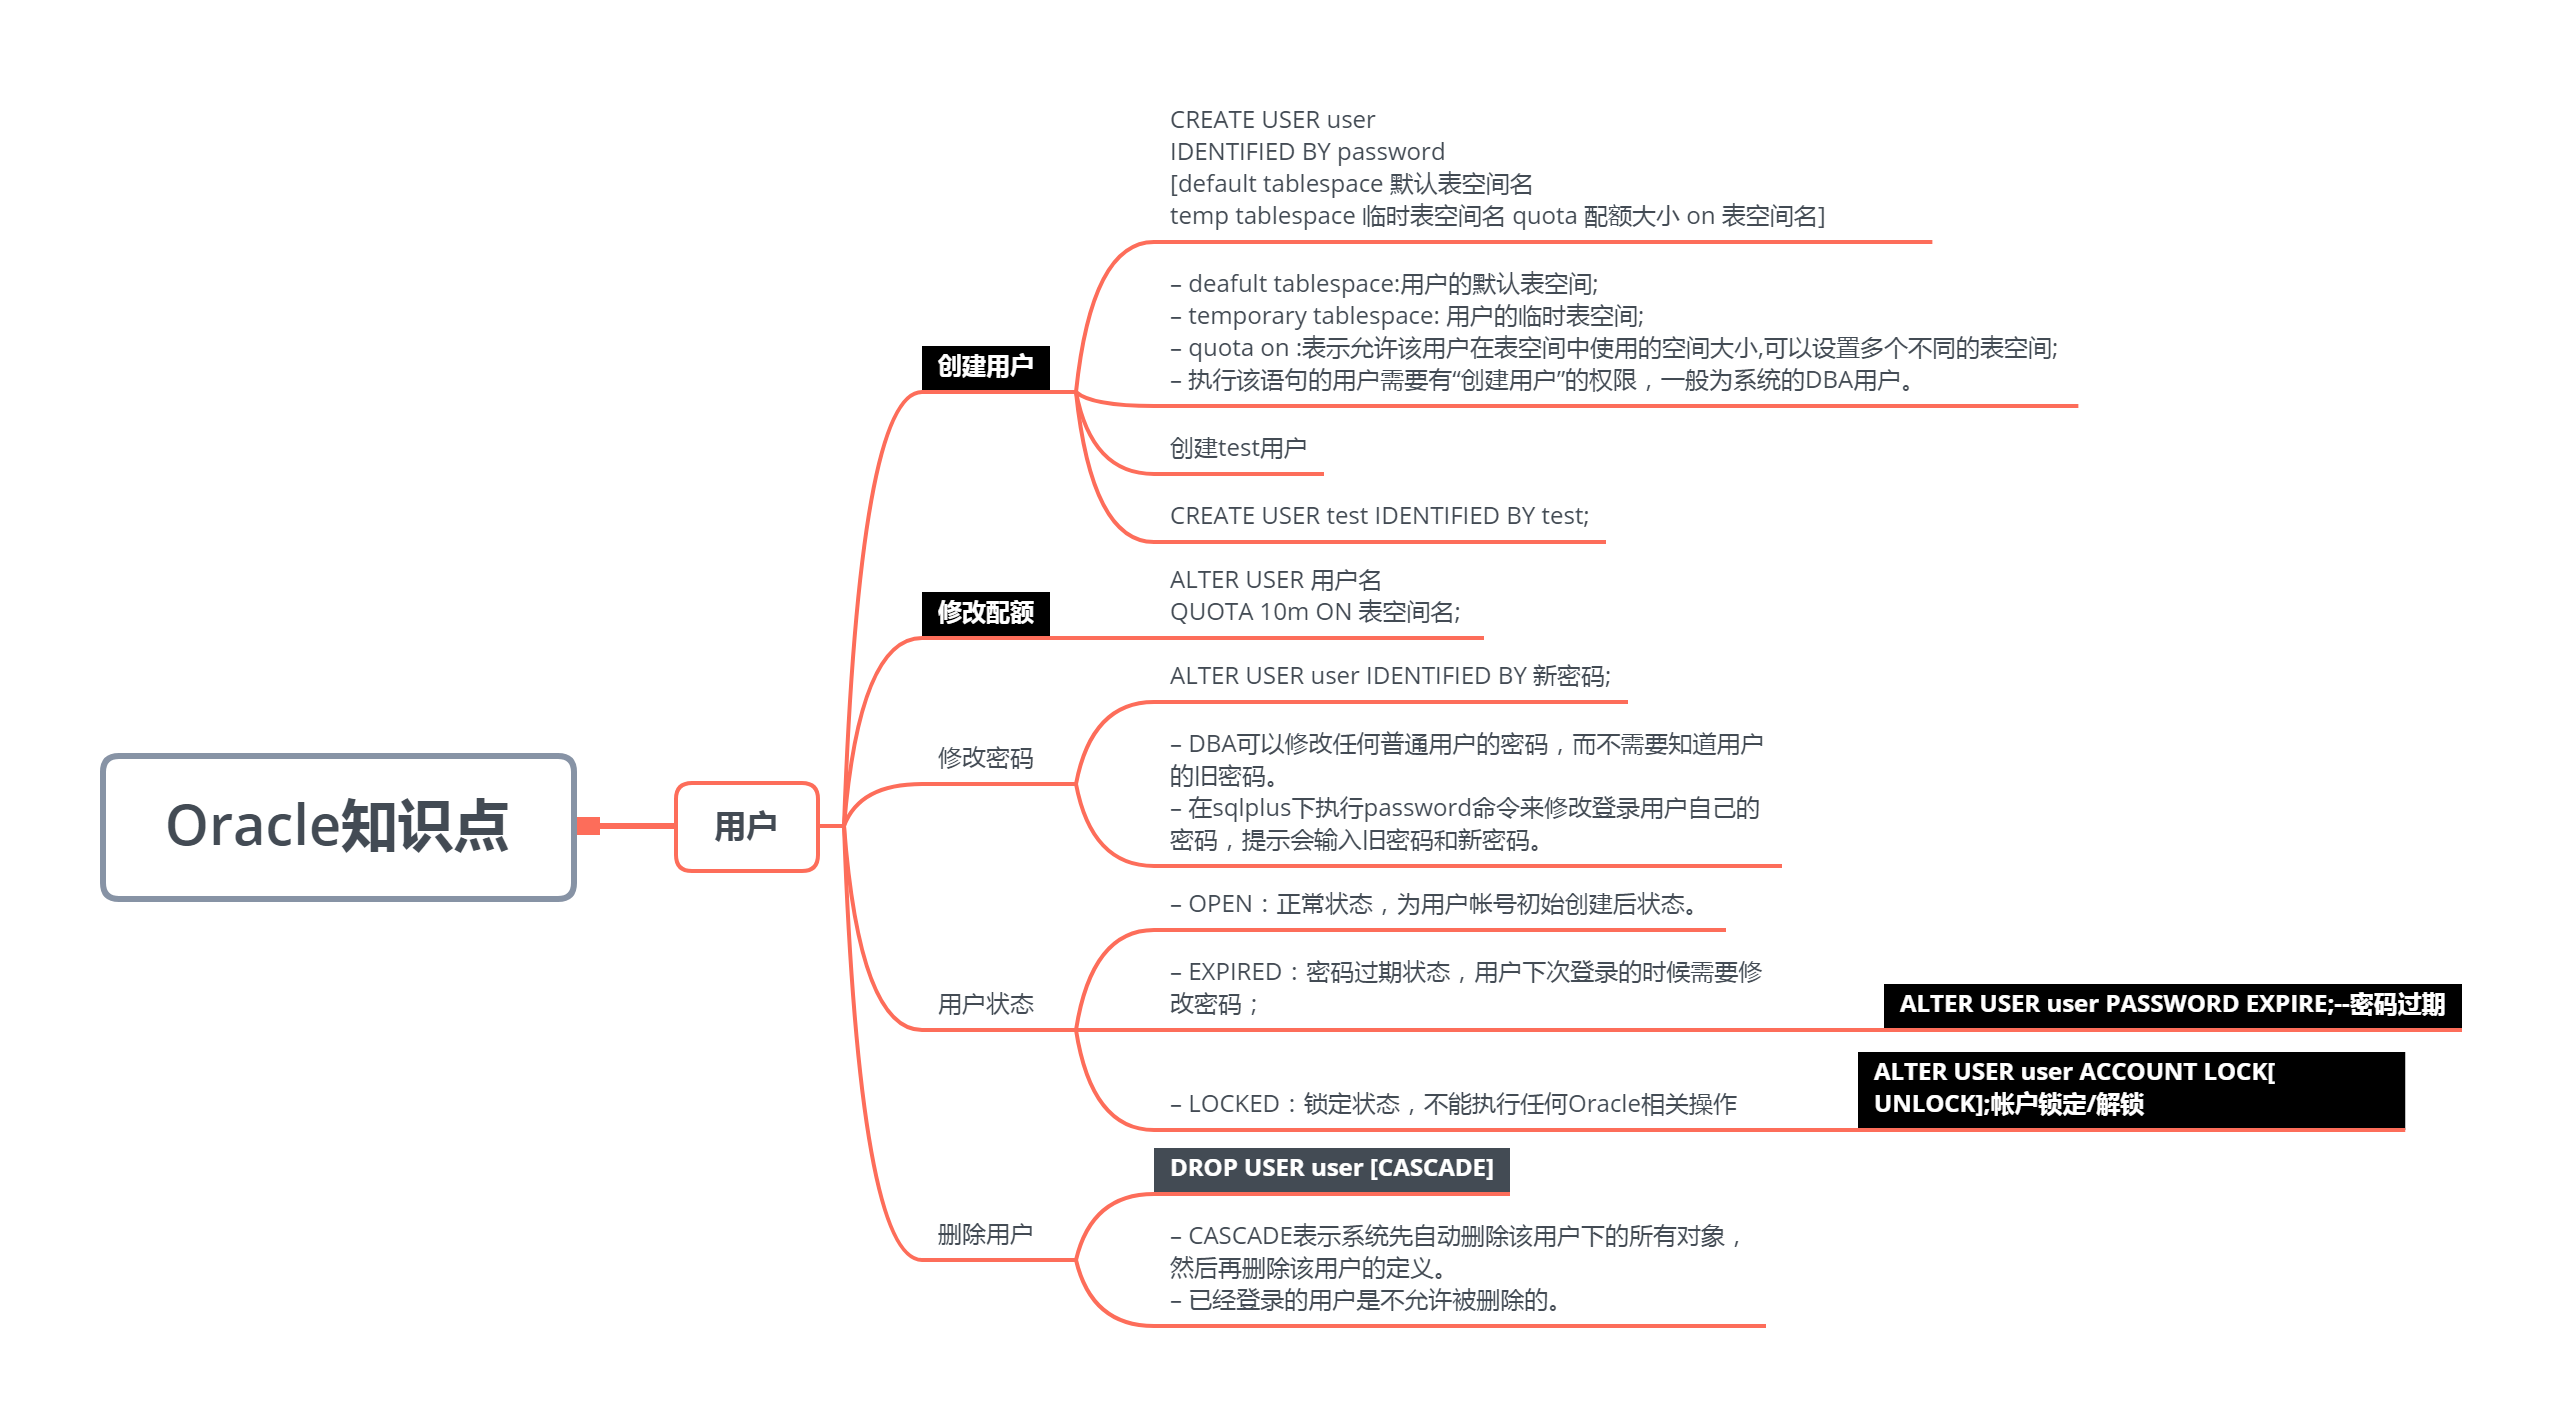 Oracle知识点
用户
创建用户
CREATE USER user
IDENTIFIED BY password
[default tablespace 默认表空间名
temp tablespace 临时表空间名 quota 配额大小 on 表空间名]
– deafult tablespace:用户的默认表空间;
– temporary tablespace: 用户的临时表空间;
– quota on :表示允许该用户在表空间中使用的空间大小,可以设置多个不同的表空间;
– 执行该语句的用户需要有“创建用户”的权限，一般为系统的DBA用户。
创建test用户
CREATE USER test IDENTIFIED BY test;
修改配额
ALTER USER 用户名
QUOTA 10m ON 表空间名;
修改密码
ALTER USER user IDENTIFIED BY 新密码;
– DBA可以修改任何普通用户的密码，而不需要知道用户
的旧密码。
– 在sqlplus下执行password命令来修改登录用户自己的
密码，提示会输入旧密码和新密码。
用户状态
– OPEN：正常状态，为用户帐号初始创建后状态。
– EXPIRED：密码过期状态，用户下次登录的时候需要修
改密码；
ALTER USER user PASSWORD EXPIRE;--密码过期
– LOCKED：锁定状态，不能执行任何Oracle相关操作
ALTER USER user ACCOUNT LOCK[
UNLOCK];帐户锁定/解锁
删除用户
DROP USER user [CASCADE]
– CASCADE表示系统先自动删除该用户下的所有对象，
然后再删除该用户的定义。
– 已经登录的用户是不允许被删除的。